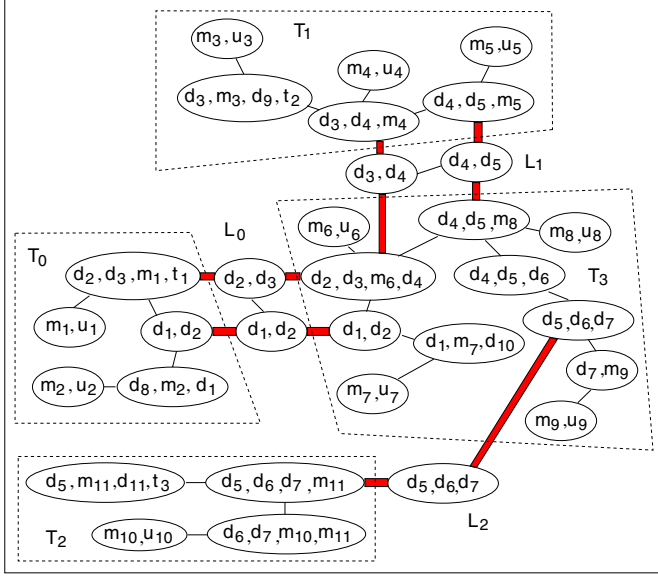 T1
m3,u3
m5,u5
m4,u4
d3,m3,d9,t2
d4,d5,m5
d3,d4,m4
d4,d5
L1
d3,d4
m6,u6
d4,d5,m8
m8,u8
L0
T0
d2,d3,m1,t1
d2,d3
d2,d3,m6,d4
d4,d5,d6
T3
m1,u1
d1,d2
d1,d2
d1,d2
d5,d6,d7
d1,m7,d10
m2,u2
d8,m2,d1
m7,u7
d7,m9
m9,u9
d5,m11,d11,t3
d5,d6,d7,m11
d5,d6,d7
L2
T2
m10,u10
d6,d7,m10,m11